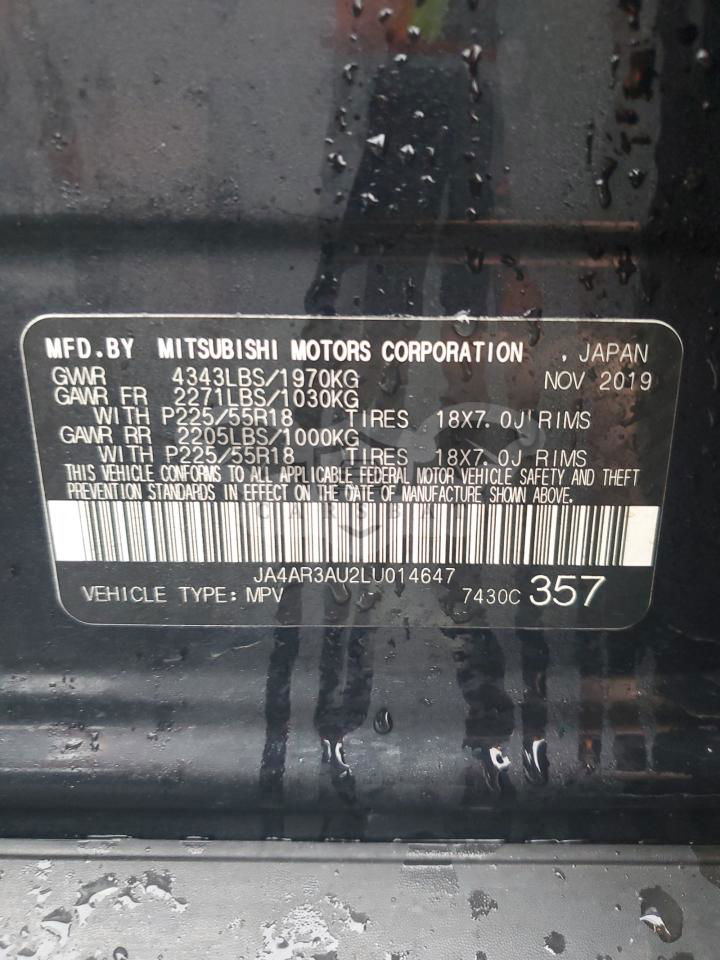 MFD.BY MITSUBISHI MOTORS CORPORATION , JAPAN
GVWR 4343LBS/1970KG NOV 2019
GAWR FR 2271LBS/1030KG
WITH P225/55R18 TIRES 18X7.0J RIMS
GAWR RR 2205LBS/1000KG
WITH P225/55R18 TIRES 18X7.0J RIMS
THIS VEHICLE CONFORMS TO ALL APPLICABLE FEDERAL MOTOR VEHICLE SAFETY AND THEFT
PREVENTION STANDARDS IN EFFECT ON THE DATE OF MANUFACTURE SHOWN ABOVE.
JA4AR3AU2LU014647
VEHICLE TYPE: MPV 7430C 357